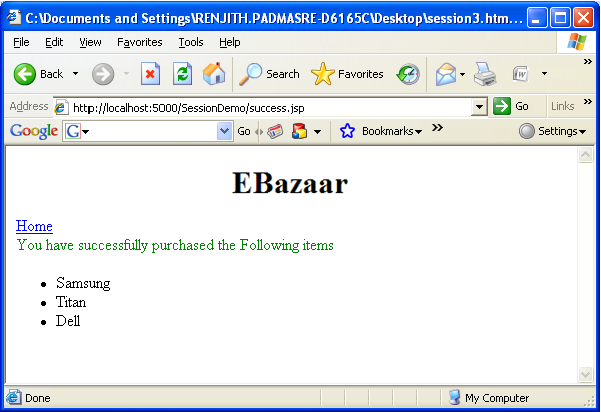 C:\Documents and Settings\RENJITH.PADMASRE-D6165C\Desktop\session3.htm...
File Edit View Favorites Tools Help
Back Search Favorites
Address http://localhost:5000/SessionDemo/success.jsp Go Links
Google G Go Bookmarks Settings
EBazaar
Home
You have successfully purchased the Following items
Samsung
Titan
Dell
Done My Computer